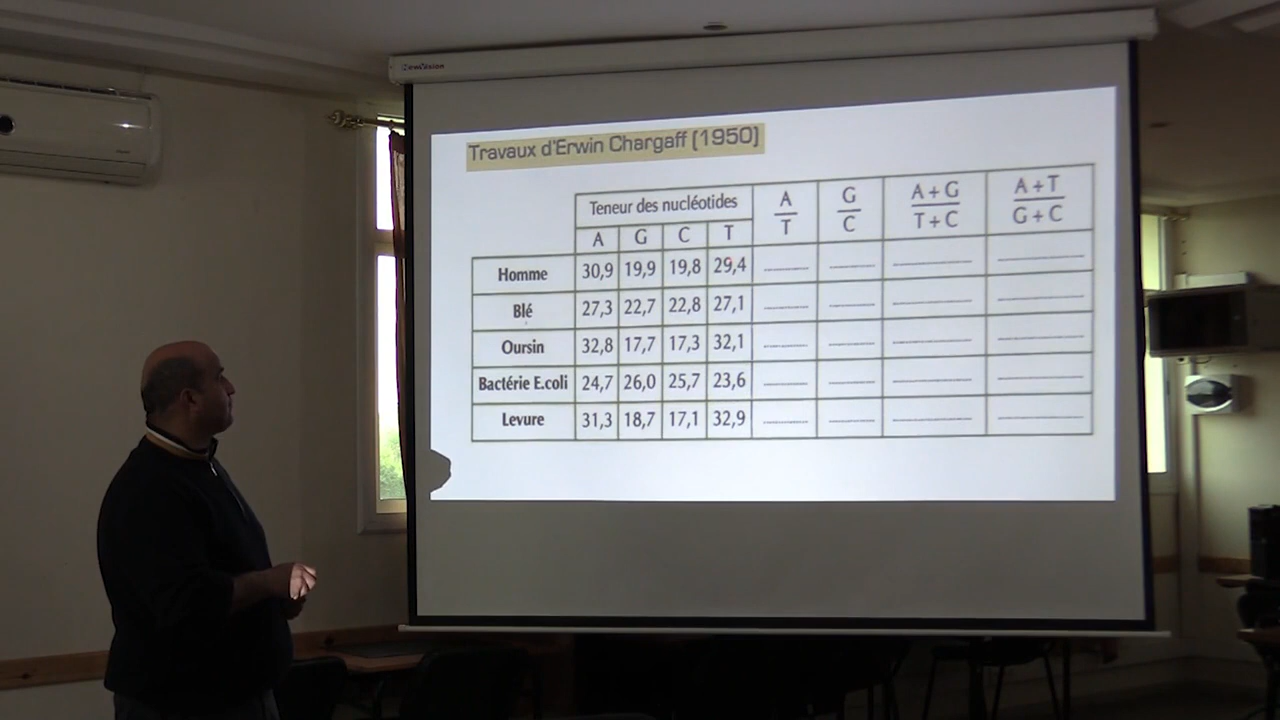 Travaux d'Erwin Chargaff (1950)
Teneur des nucléotides
A G C T
A/T
G/C
A+G/T+C
A+T/G+C
Homme 30,9 19,9 19,8 29,4
Blé 27,3 22,7 22,8 27,1
Oursin 32,8 17,7 17,3 32,1
Bactérie E.coli 24,7 26,0 25,7 23,6
Levure 31,3 18,7 17,1 32,9